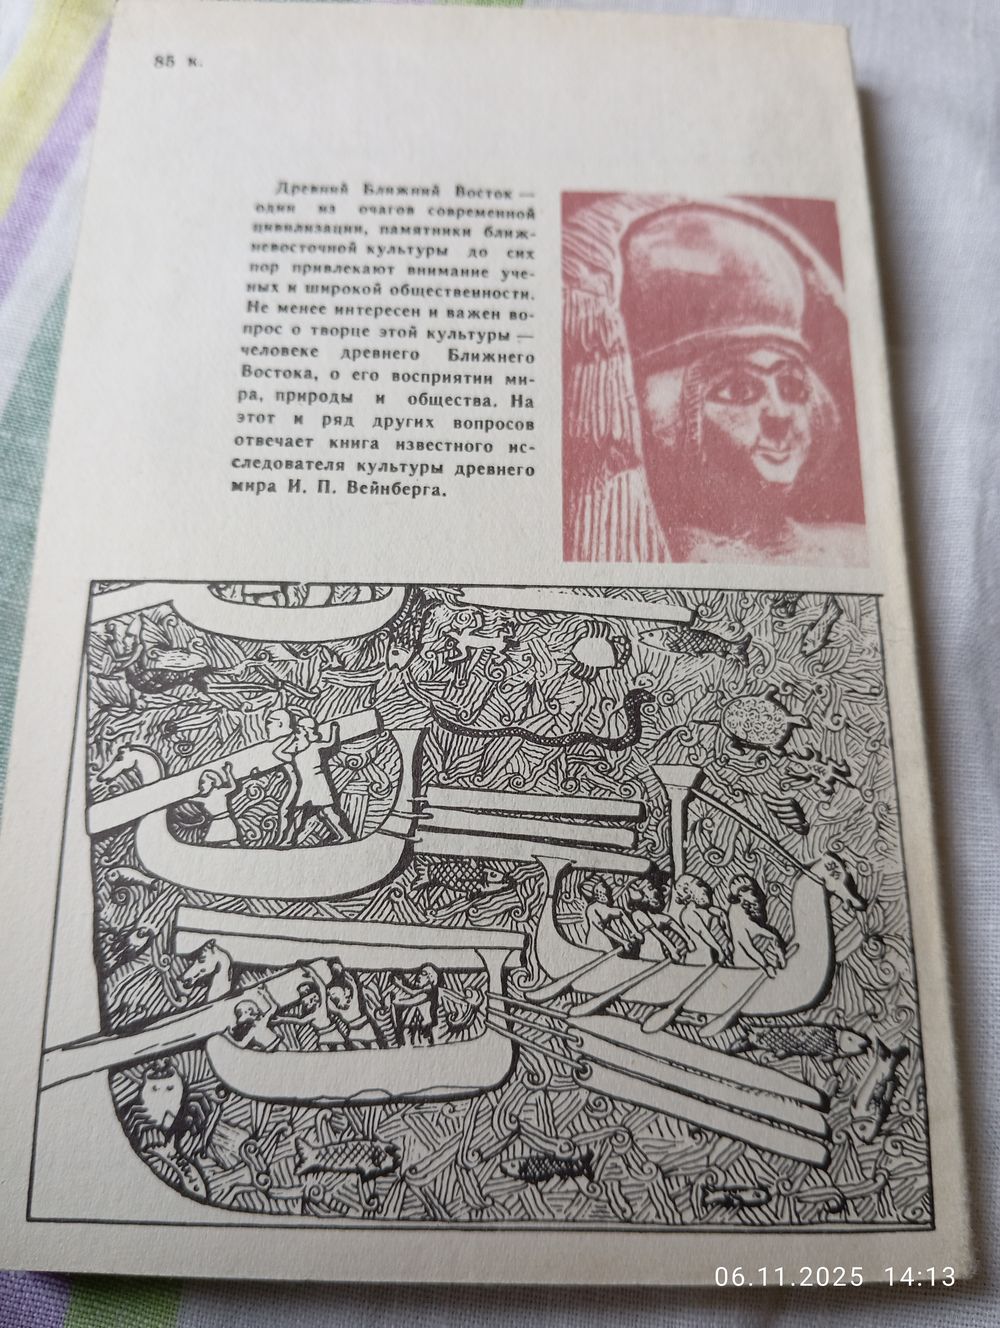 85 к.
Древний Ближний Восток —
один из очагов современной
цивилизации, памятники ближ-
невосточной культуры до сих
пор привлекают внимание уче-
ных и широкой общественности.
Не менее интересен и важен во-
прос о творце этой культуры —
человеке древнего Ближнего
Востока, о его восприятии ми-
ра, природы и общества. На
этот и ряд других вопросов
отвечает книга известного ис-
следователя культуры древнего
мира И. П. Вейнберга.
06.11.2025 14:13